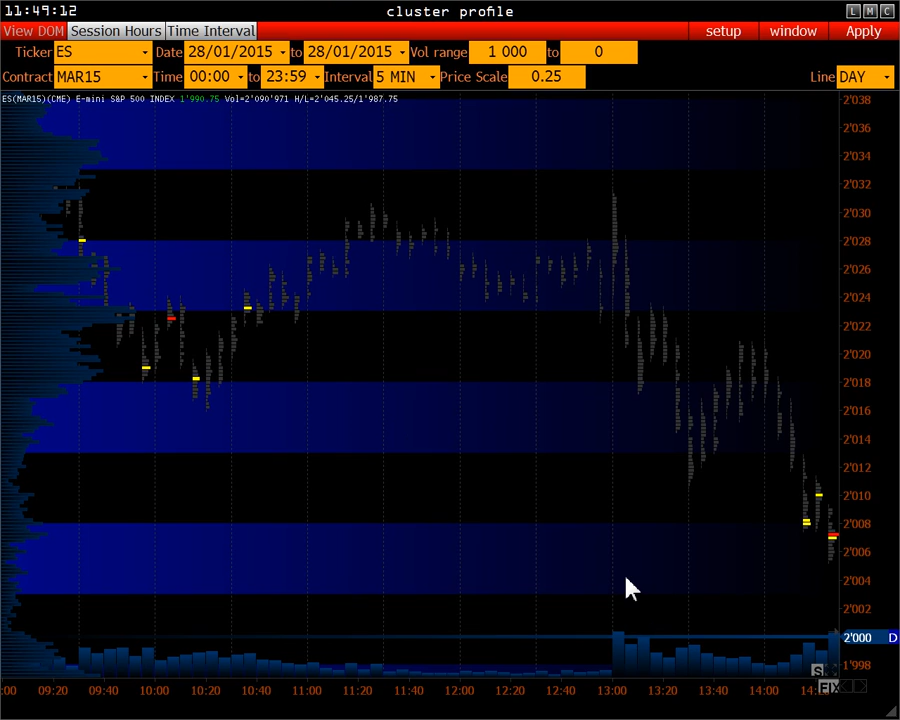 11:49:12 cluster profile L M C
View DOM Session Hours Time Interval setup window Apply
Ticker ES Date 28/01/2015 to 28/01/2015 Vol range 1 000 to 0
Contract MAR15 Time 00:00 to 23:59 Interval 5 MIN Price Scale 0.25 Line DAY
ES(MAR15)(CME) E-mini S&P 500 INDEX 1'990.75 Vol=2'090'971 H/L=2'045.25/1'987.75
2'038
2'036
2'034
2'032
2'030
2'028
2'026
2'024
2'022
2'020
2'018
2'016
2'014
2'012
2'010
2'008
2'006
2'004
2'002
2'000 D
1'998
S
:00 09:20 09:40 10:00 10:20 10:40 11:00 11:20 11:40 12:00 12:20 12:40 13:00 13:20 13:40 14:00 14:
FIX